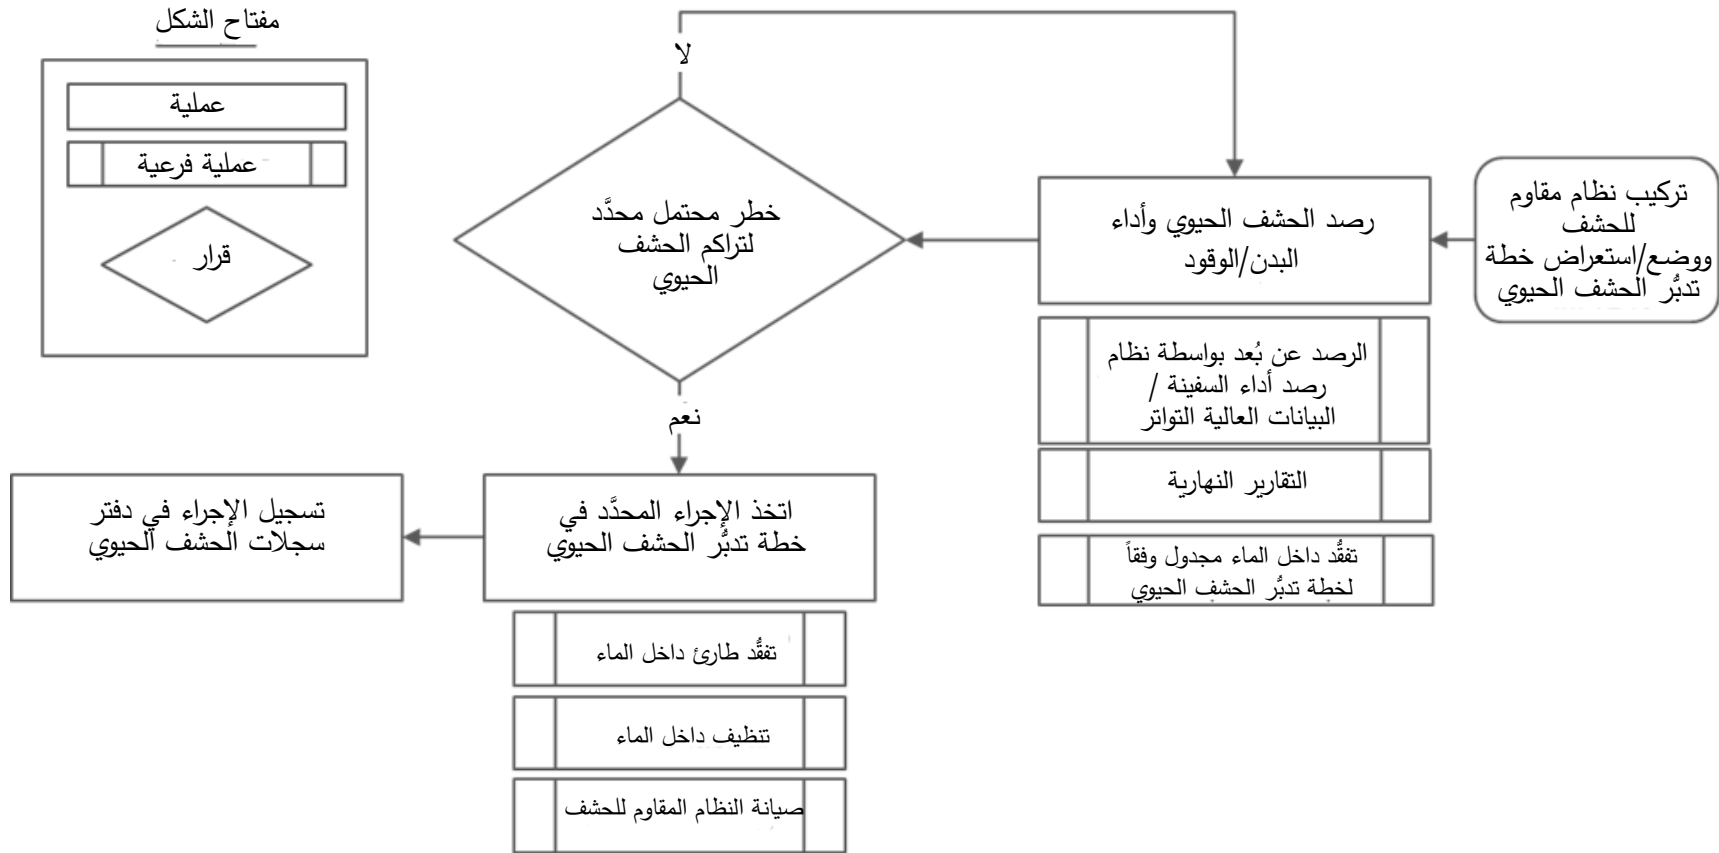 مفتاح الشكل
عملية
عملية فرعية
قرار
تركيب نظام مقاوم
للحشف
ووضع/استعراض خطة
تدبُّر الحشف الحيوي
رصد الحشف الحيوي وأداء
البدن/الوقود
الرصد عن بُعد بواسطة نظام
رصد أداء السفينة /
البيانات العالية التواتر
التقارير النهارية
تفقُّد داخل الماء مجدول وفقاً
لخطة تدبُّر الحشف الحيوي
خطر محتمل محدَّد
لتراكم الحشف
الحيوي
لا
نعم
اتخذ الإجراء المحدَّد في
خطة تدبُّر الحشف الحيوي
تفقُّد طارئ داخل الماء
تنظيف داخل الماء
صيانة النظام المقاوم للحشف
تسجيل الإجراء في دفتر
سجلات الحشف الحيوي